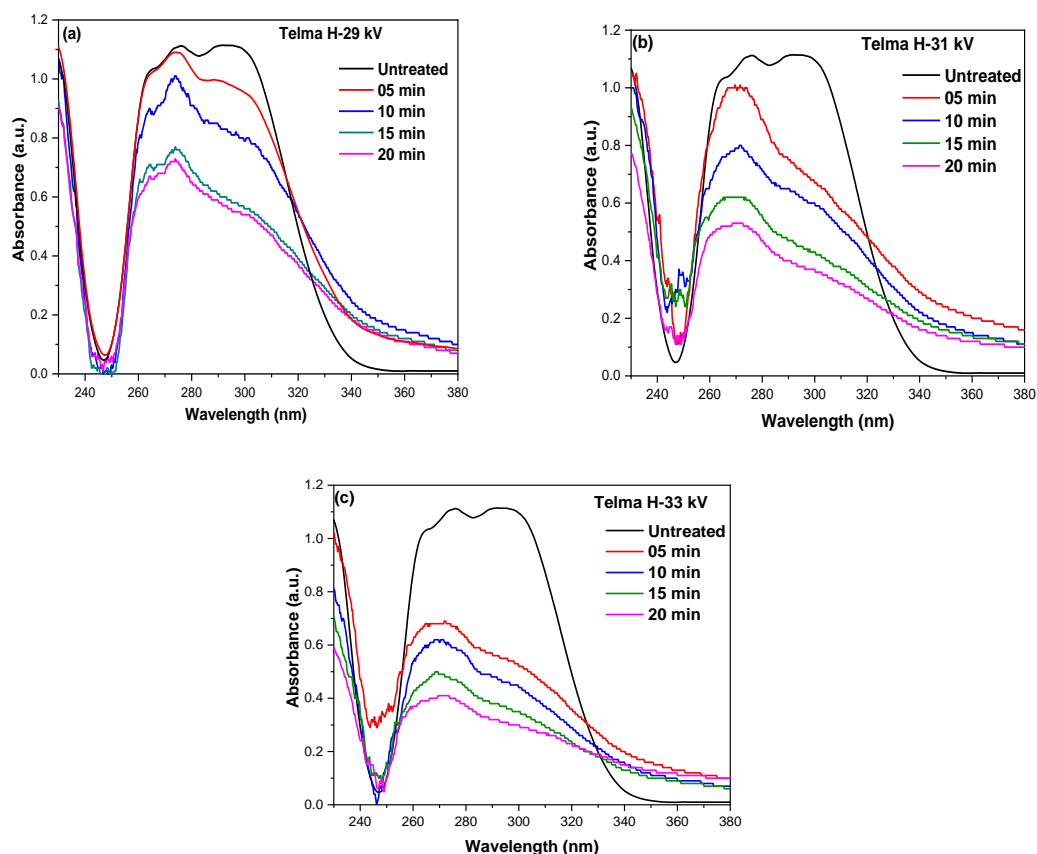 (a)
Telma H-29 kV
Untreated
05 min
10 min
15 min
20 min
Absorbance (a.u.)
1.2
1.0
0.8
0.6
0.4
0.2
0.0
240 260 280 300 320 340 360 380
Wavelength (nm)
(b)
Telma H-31 kV
Untreated
05 min
10 min
15 min
20 min
Absorbance (a.u.)
1.2
1.0
0.8
0.6
0.4
0.2
0.0
240 260 280 300 320 340 360 380
Wavelength (nm)
(c)
Telma H-33 kV
Untreated
05 min
10 min
15 min
20 min
Absorbance (a.u.)
1.2
1.0
0.8
0.6
0.4
0.2
0.0
240 260 280 300 320 340 360 380
Wavelength (nm)